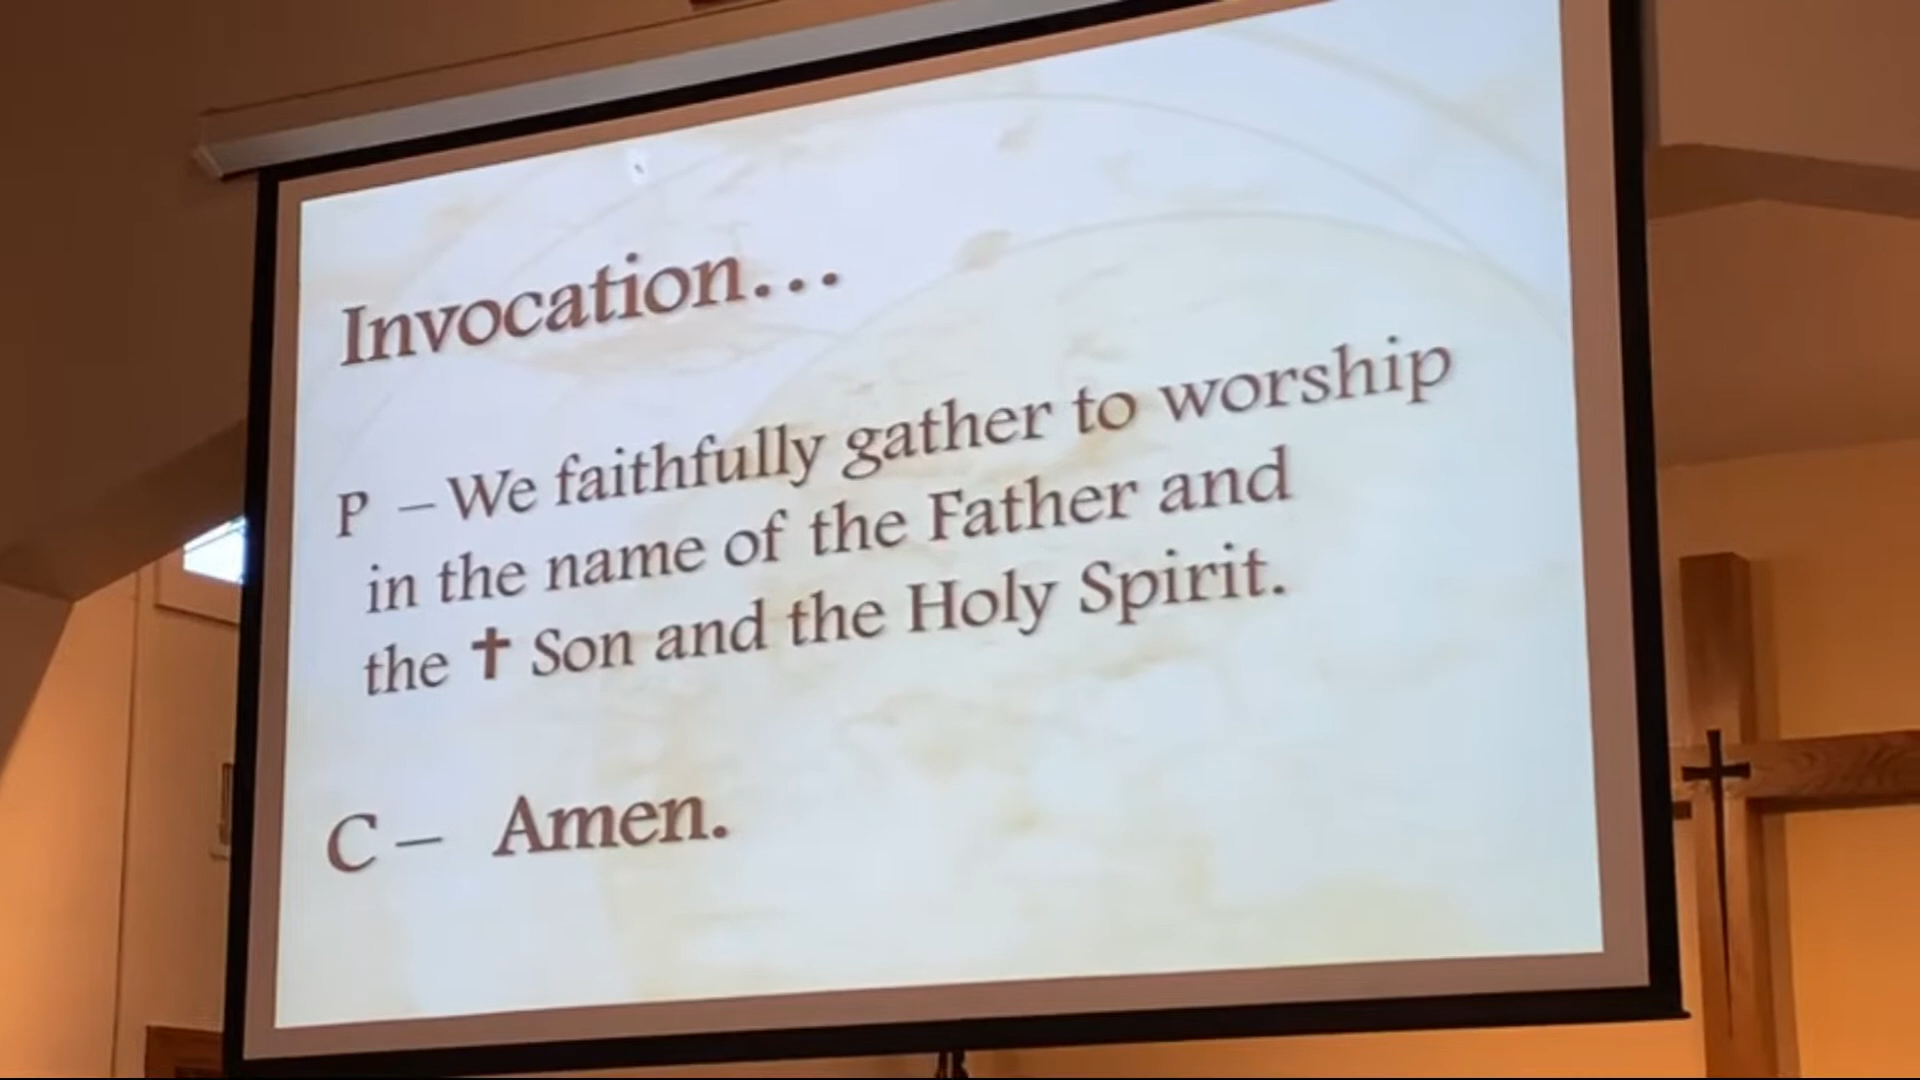 Invocation...
P – We faithfully gather to worship
in the name of the Father and
the ✝ Son and the Holy Spirit.
C – Amen.